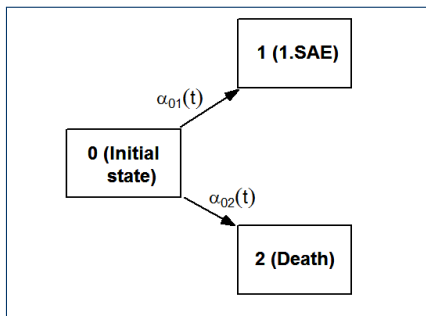 1 (1.SAE)
α01(t)
0 (Initial
state)
α02(t)
2 (Death)